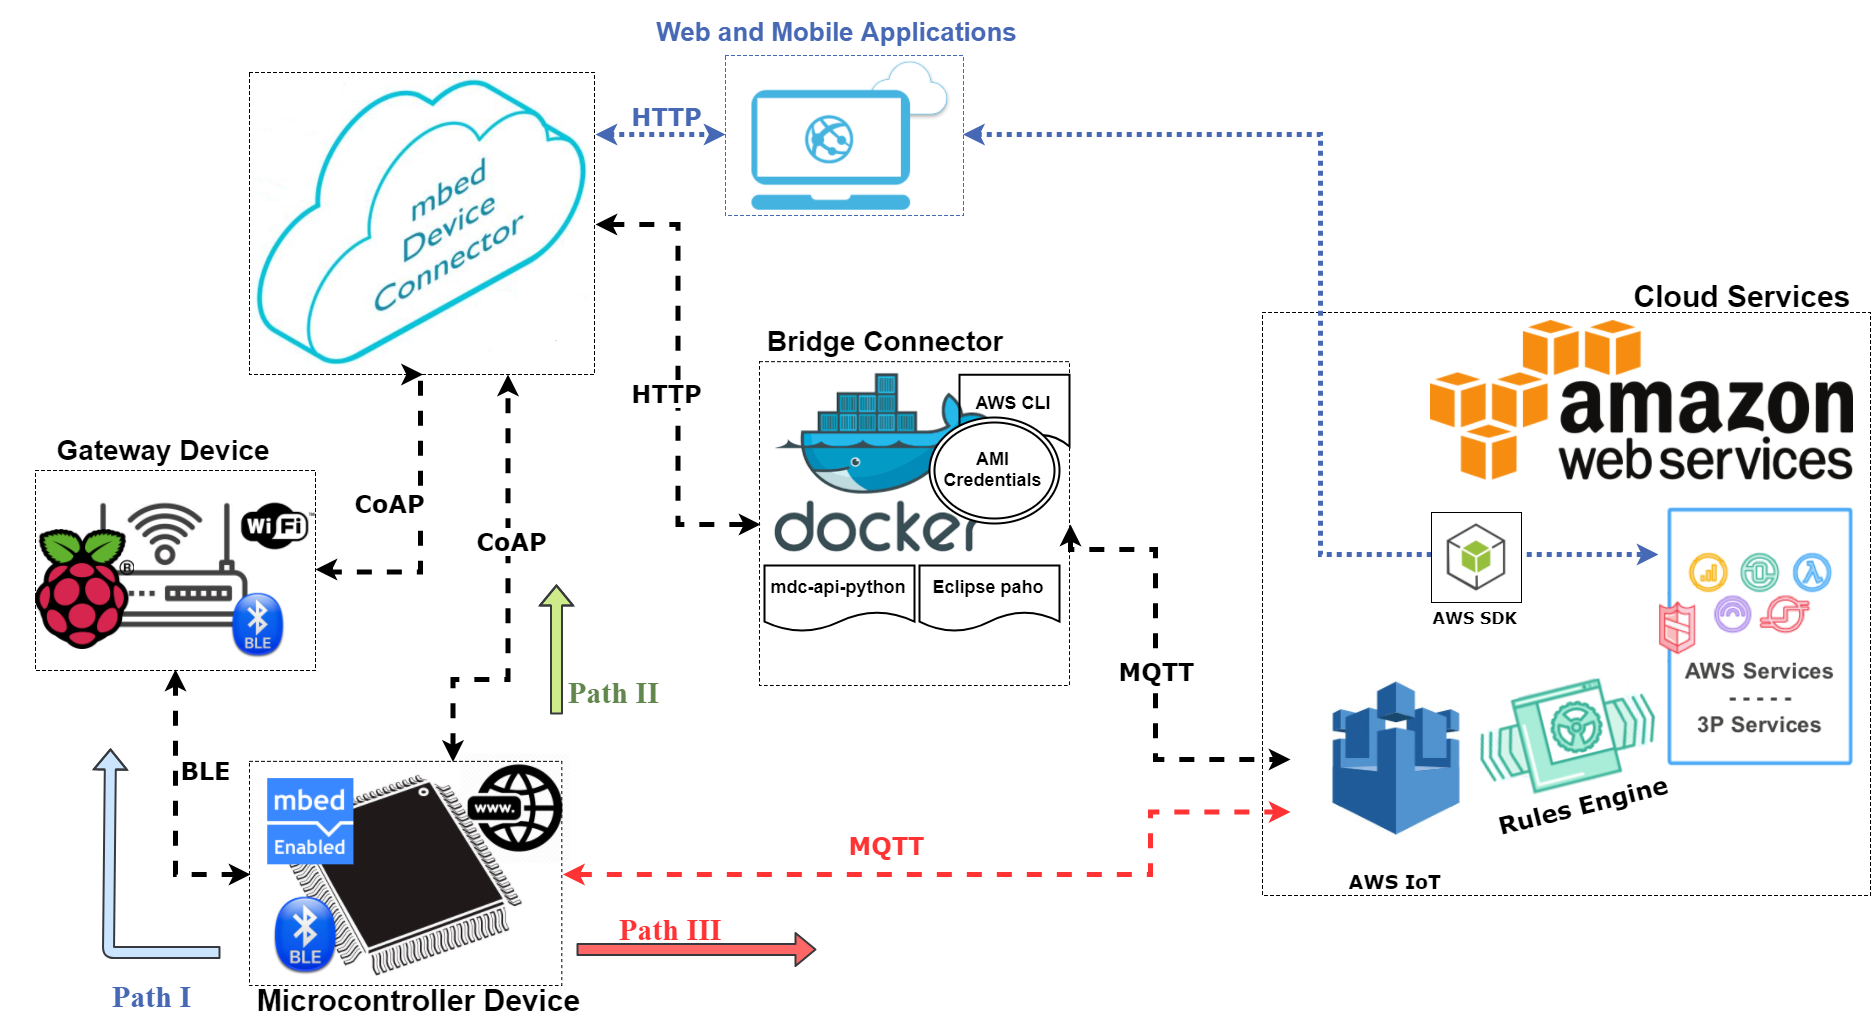 Web and Mobile Applications
HTTP
mbed
Device
Connector
Cloud Services
Bridge Connector
HTTP
AWS CLI
AMI
Credentials
docker
mdc-api-python
Eclipse paho
amazon
web services
Gateway Device
CoAP
CoAP
Wi Fi
™
®
BLE
AWS SDK
AWS Services
- - - - -
3P Services
MQTT
Path II
BLE
mbed
Enabled
www.
Rules Engine
MQTT
AWS IoT
Path III
BLE
Path I
Microcontroller Device